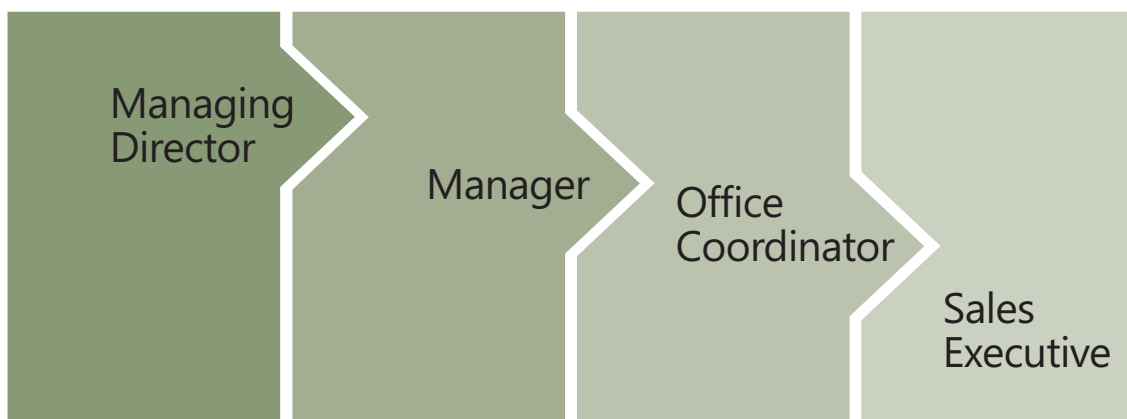 Managing
Director
Manager
Office
Coordinator
Sales
Executive